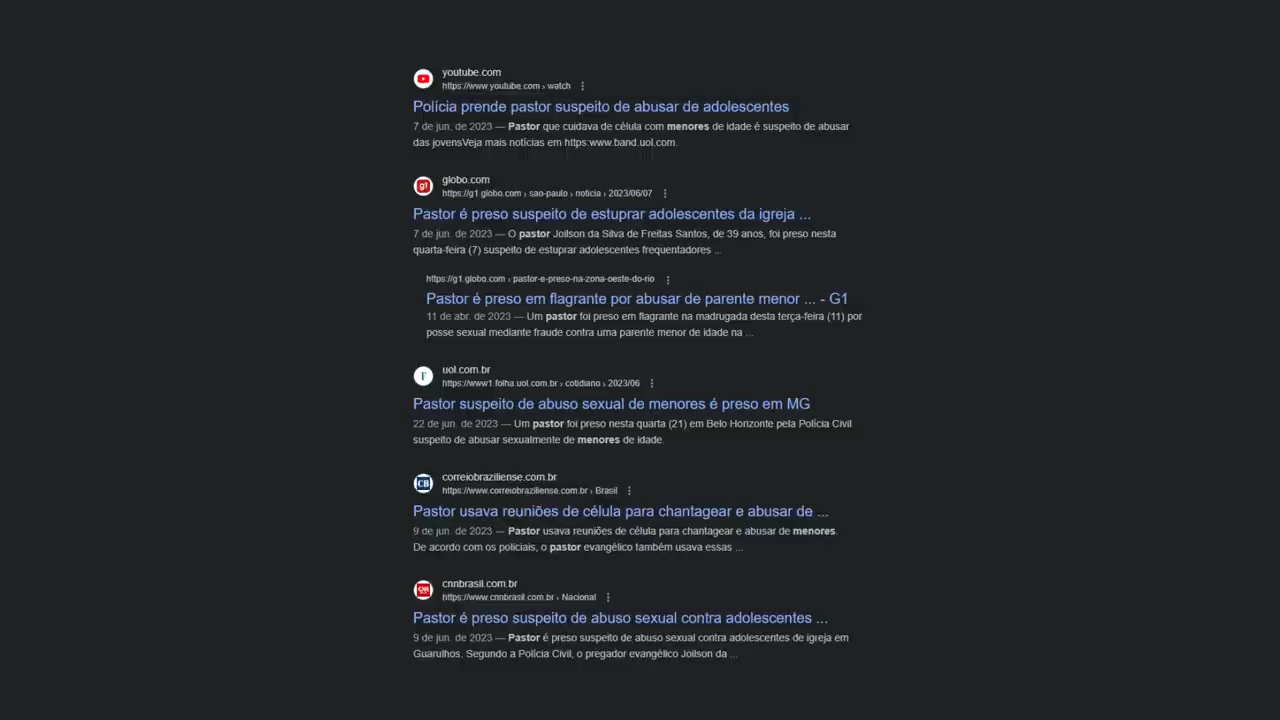 youtube.com
https://www.youtube.com › watch
Polícia prende pastor suspeito de abusar de adolescentes
7 de jun. de 2023 — Pastor que cuidava de célula com menores de idade é suspeito de abusar
das jovensVeja mais notícias em https:www.band.uol.com.
g1
globo.com
https://g1.globo.com › sao-paulo › noticia › 2023/06/07
Pastor é preso suspeito de estuprar adolescentes da igreja ...
7 de jun. de 2023 — O pastor Joilson da Silva de Freitas Santos, de 39 anos, foi preso nesta
quarta-feira (7) suspeito de estuprar adolescentes frequentadores ...
https://g1.globo.com › pastor-e-preso-na-zona-oeste-do-rio
Pastor é preso em flagrante por abusar de parente menor ... - G1
11 de abr. de 2023 — Um pastor foi preso em flagrante na madrugada desta terça-feira (11) por
posse sexual mediante fraude contra uma parente menor de idade na ...
F
uol.com.br
https://www1.folha.uol.com.br › cotidiano › 2023/06
Pastor suspeito de abuso sexual de menores é preso em MG
22 de jun. de 2023 — Um pastor foi preso nesta quarta (21) em Belo Horizonte pela Polícia Civil
suspeito de abusar sexualmente de menores de idade.
CB
correiobraziliense.com.br
https://www.correiobraziliense.com.br › Brasil
Pastor usava reuniões de célula para chantagear e abusar de ...
9 de jun. de 2023 — Pastor usava reuniões de célula para chantagear e abusar de menores.
De acordo com os policiais, o pastor evangélico também usava essas ...
cnnbrasil.com.br
https://www.cnnbrasil.com.br › Nacional
Pastor é preso suspeito de abuso sexual contra adolescentes ...
9 de jun. de 2023 — Pastor é preso suspeito de abuso sexual contra adolescentes de igreja em
Guarulhos. Segundo a Polícia Civil, o pregador evangélico Joilson da ...